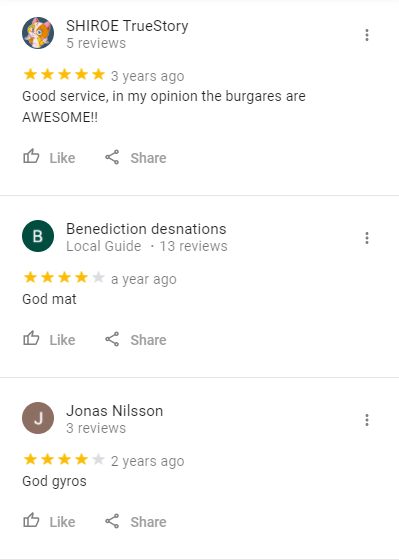 SHIROE TrueStory
5 reviews
3 years ago
Good service, in my opinion the burgares are
AWESOME!!
Like Share
B Benediction desnations
Local Guide · 13 reviews
a year ago
God mat
Like Share
J Jonas Nilsson
3 reviews
2 years ago
God gyros
Like Share